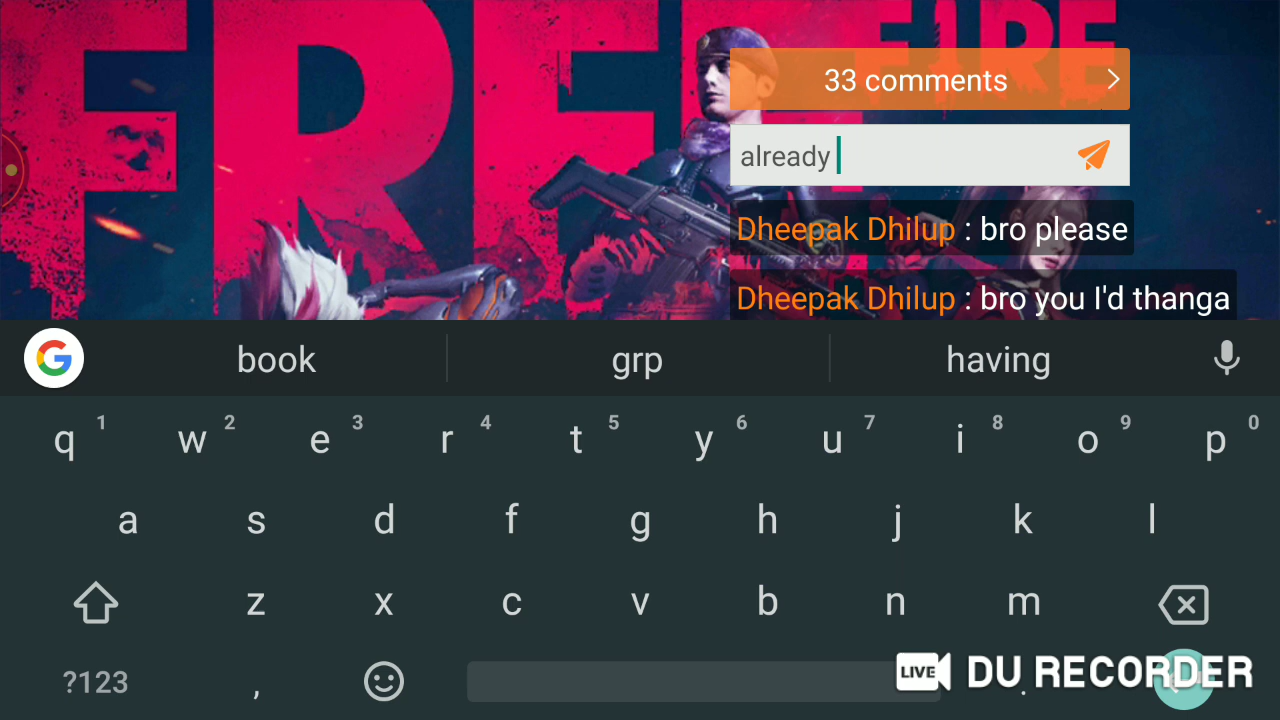 FREE FIRE
33 comments
already
Dheepak Dhilup : bro please
Dheepak Dhilup : bro you I'd thanga
G
book grp having
q 1 w 2 e 3 r 4 t 5 y 6 u 7 i 8 o 9 p 0
a s d f g h j k l
z x c v b n m
?123 , .
LIVE DU RECORDER